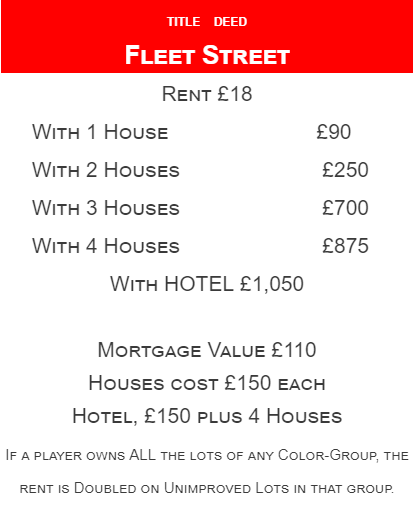 TITLE DEED
FLEET STREET
RENT £18
WITH 1 HOUSE £90
WITH 2 HOUSES £250
WITH 3 HOUSES £700
WITH 4 HOUSES £875
WITH HOTEL £1,050
MORTGAGE VALUE £110
HOUSES COST £150 EACH
HOTEL, £150 PLUS 4 HOUSES
IF A PLAYER OWNS ALL THE LOTS OF ANY COLOR-GROUP, THE
RENT IS DOUBLED ON UNIMPROVED LOTS IN THAT GROUP.